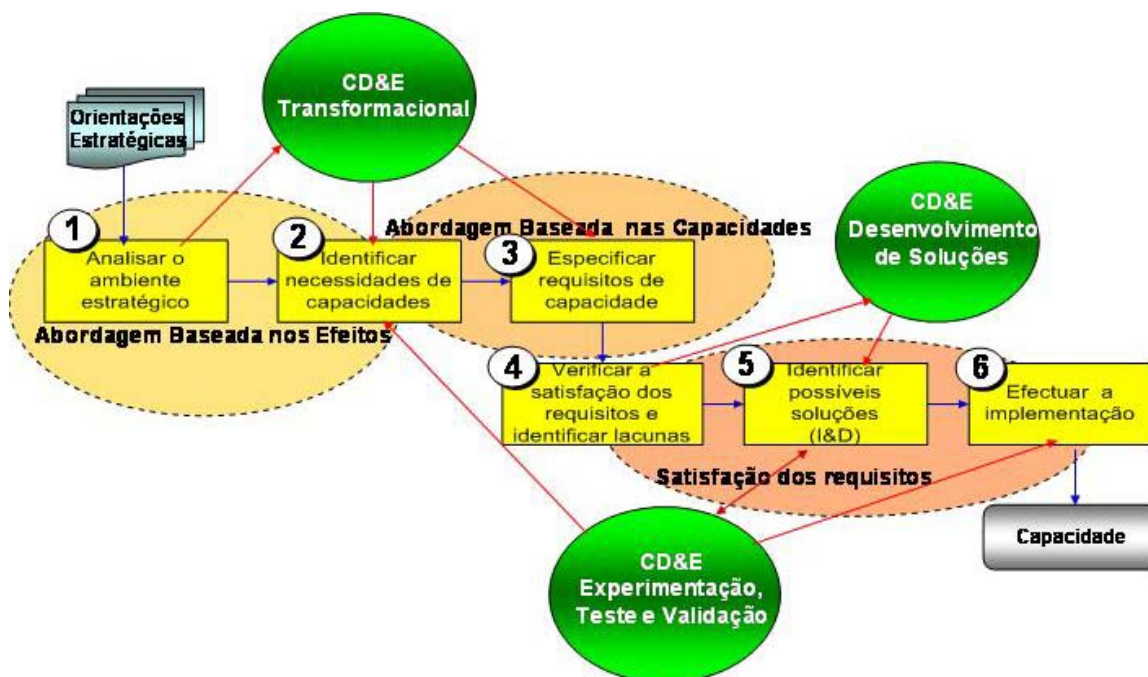 CD&E
Transformacional
Orientações
Estratégicas
CD&E
Desenvolvimento
de Soluções
Abordagem Baseada nas Capacidades
1
Analisar o
ambiente
estratégico
2
Identificar
necessidades de
capacidades
3
Especificar
requisitos de
capacidade
Abordagem Baseada nos Efeitos
4
Verificar a
satisfação dos
requisitos e
identificar lacunas
5
Identificar
possíveis
soluções
(I&D)
6
Efectuar a
implementação
Satisfação dos requisitos
Capacidade
CD&E
Experimentação,
Teste e Validação